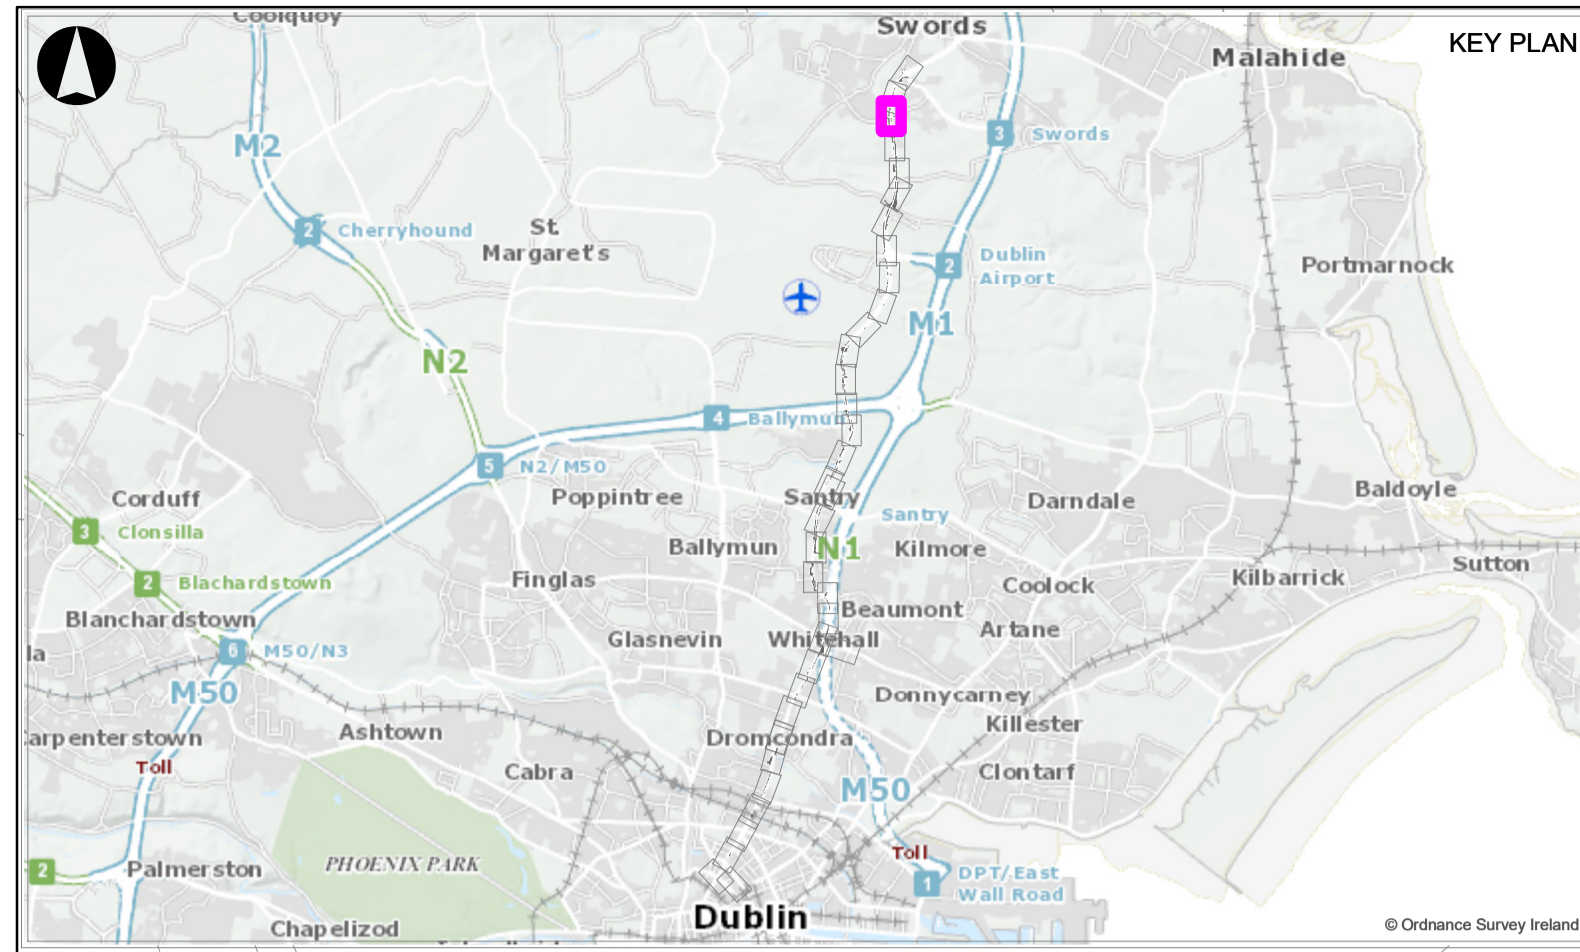 Coolquoy
Swords
KEY PLAN
Malahide
M2
3
Swords
2
Cherryhound
St.
Margaret's
Dublin
Airport
2
Portmarnock
M1
N2
4
Ballymun
5
N2/M50
Corduff
Poppintree
Santry
Darndale
Baldoyle
3
Clonsilla
Santry
Ballymun
N1
Kilmore
Sutton
2
Blachardstown
Finglas
Coolock
Kilbarrick
Blanchardstown
Beaumont
Artane
la
6
M50/N3
Glasnevin
Whitehall
M50
Donnycarney
Killester
arpenterstown
Ashtown
Dromcondra
Toll
Cabra
Clontarf
M50
Toll
2
Palmerston
PHOENIX PARK
1
DPT/East
Wall Road
Chapelizod
Dublin
© Ordnance Survey Ireland